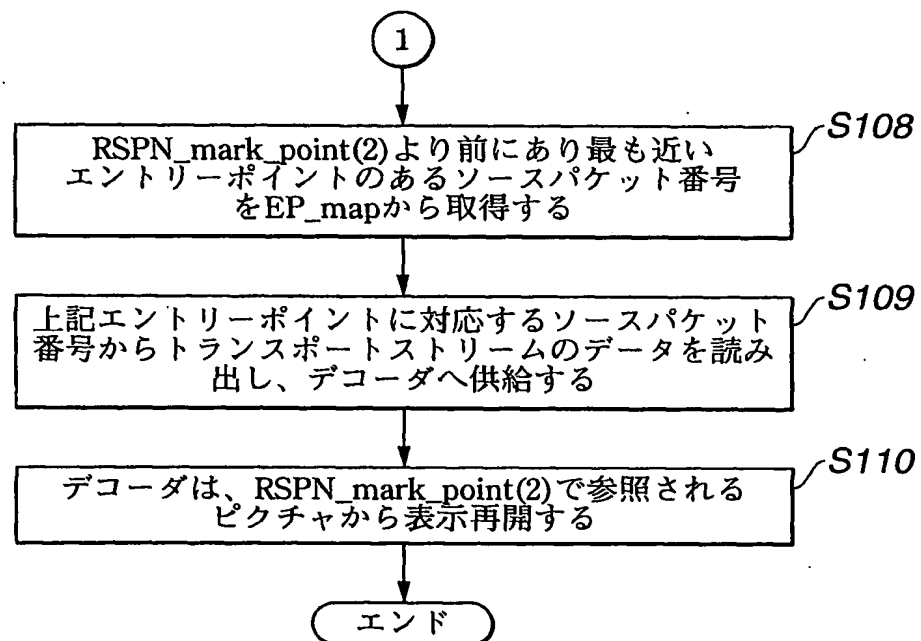 1
S108
RSPN_mark_point(2)より前にあり最も近い
エントリーポイントのあるソースパケット番号
をEP_mapから取得する
S109
上記エントリーポイントに対応するソースパケット
番号からトランスポートストリームのデータを読み
出し、デコーダへ供給する
S110
デコーダは、RSPN_mark_point(2)で参照される
ピクチャから表示再開する
エンド